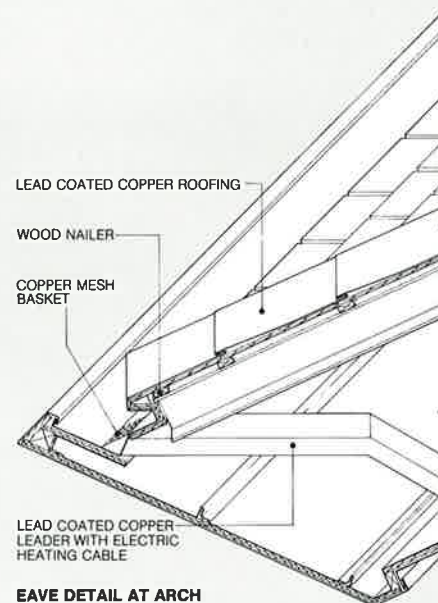 LEAD COATED COPPER ROOFING
WOOD NAILER
COPPER MESH
BASKET
LEAD COATED COPPER
LEADER WITH ELECTRIC
HEATING CABLE
EAVE DETAIL AT ARCH